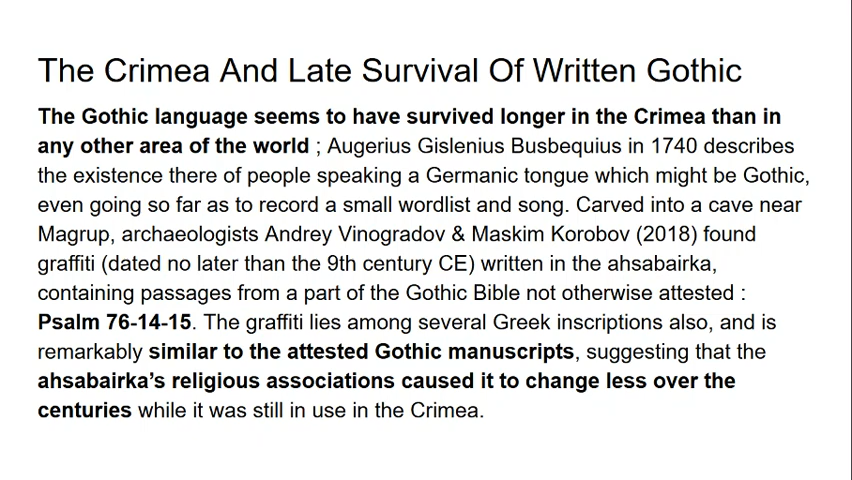 The Crimea And Late Survival Of Written Gothic
The Gothic language seems to have survived longer in the Crimea than in
any other area of the world ; Augerius Gislenius Busbequius in 1740 describes
the existence there of people speaking a Germanic tongue which might be Gothic,
even going so far as to record a small wordlist and song. Carved into a cave near
Magrup, archaeologists Andrey Vinogradov & Maskim Korobov (2018) found
graffiti (dated no later than the 9th century CE) written in the ahsabairka,
containing passages from a part of the Gothic Bible not otherwise attested :
Psalm 76-14-15. The graffiti lies among several Greek inscriptions also, and is
remarkably similar to the attested Gothic manuscripts, suggesting that the
ahsabairka’s religious associations caused it to change less over the
centuries while it was still in use in the Crimea.